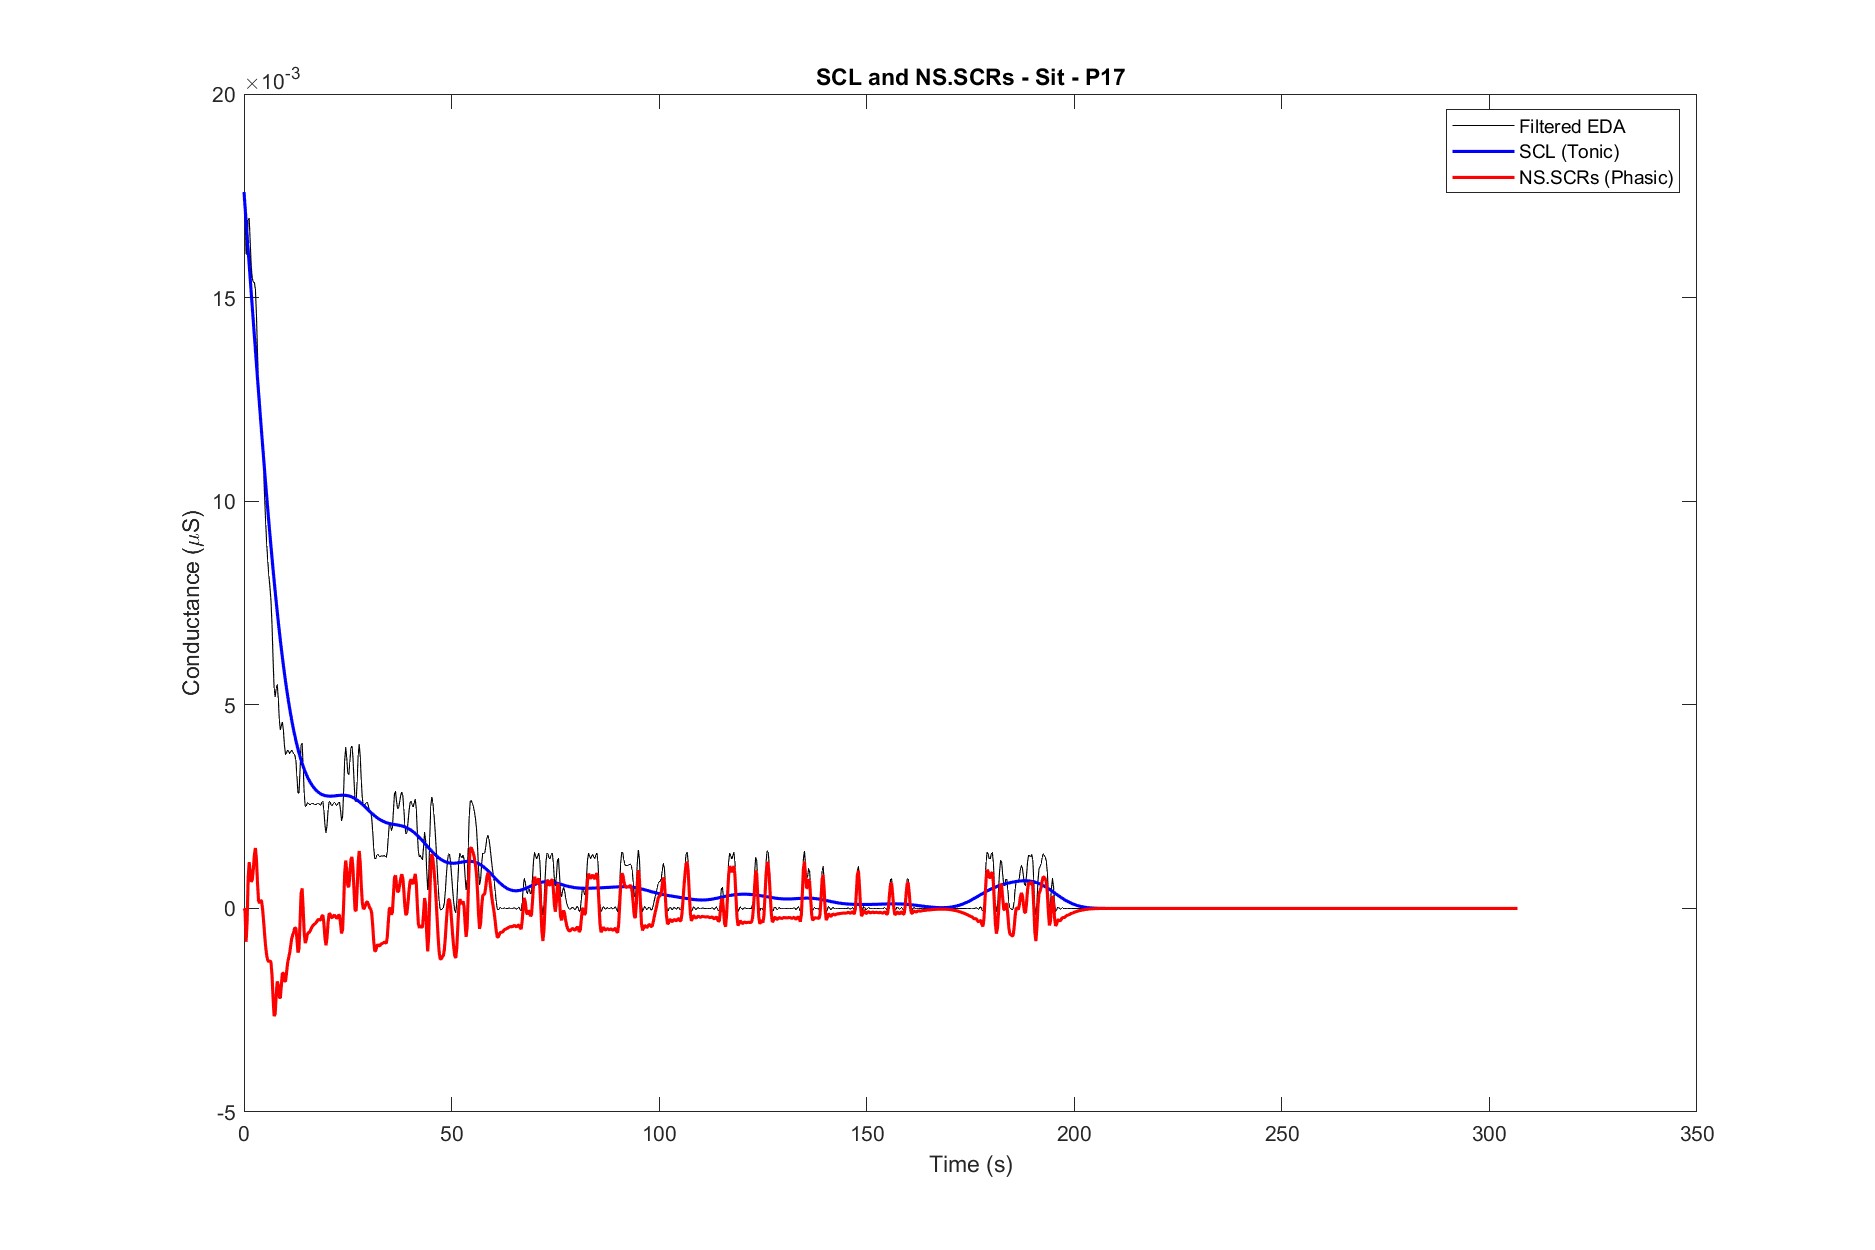 SCL and NS.SCRs - Sit - P17
×10-3
20
15
10
5
0
-5
Conductance (μS)
0 50 100 150 200 250 300 350
Time (s)
Filtered EDA
SCL (Tonic)
NS.SCRs (Phasic)